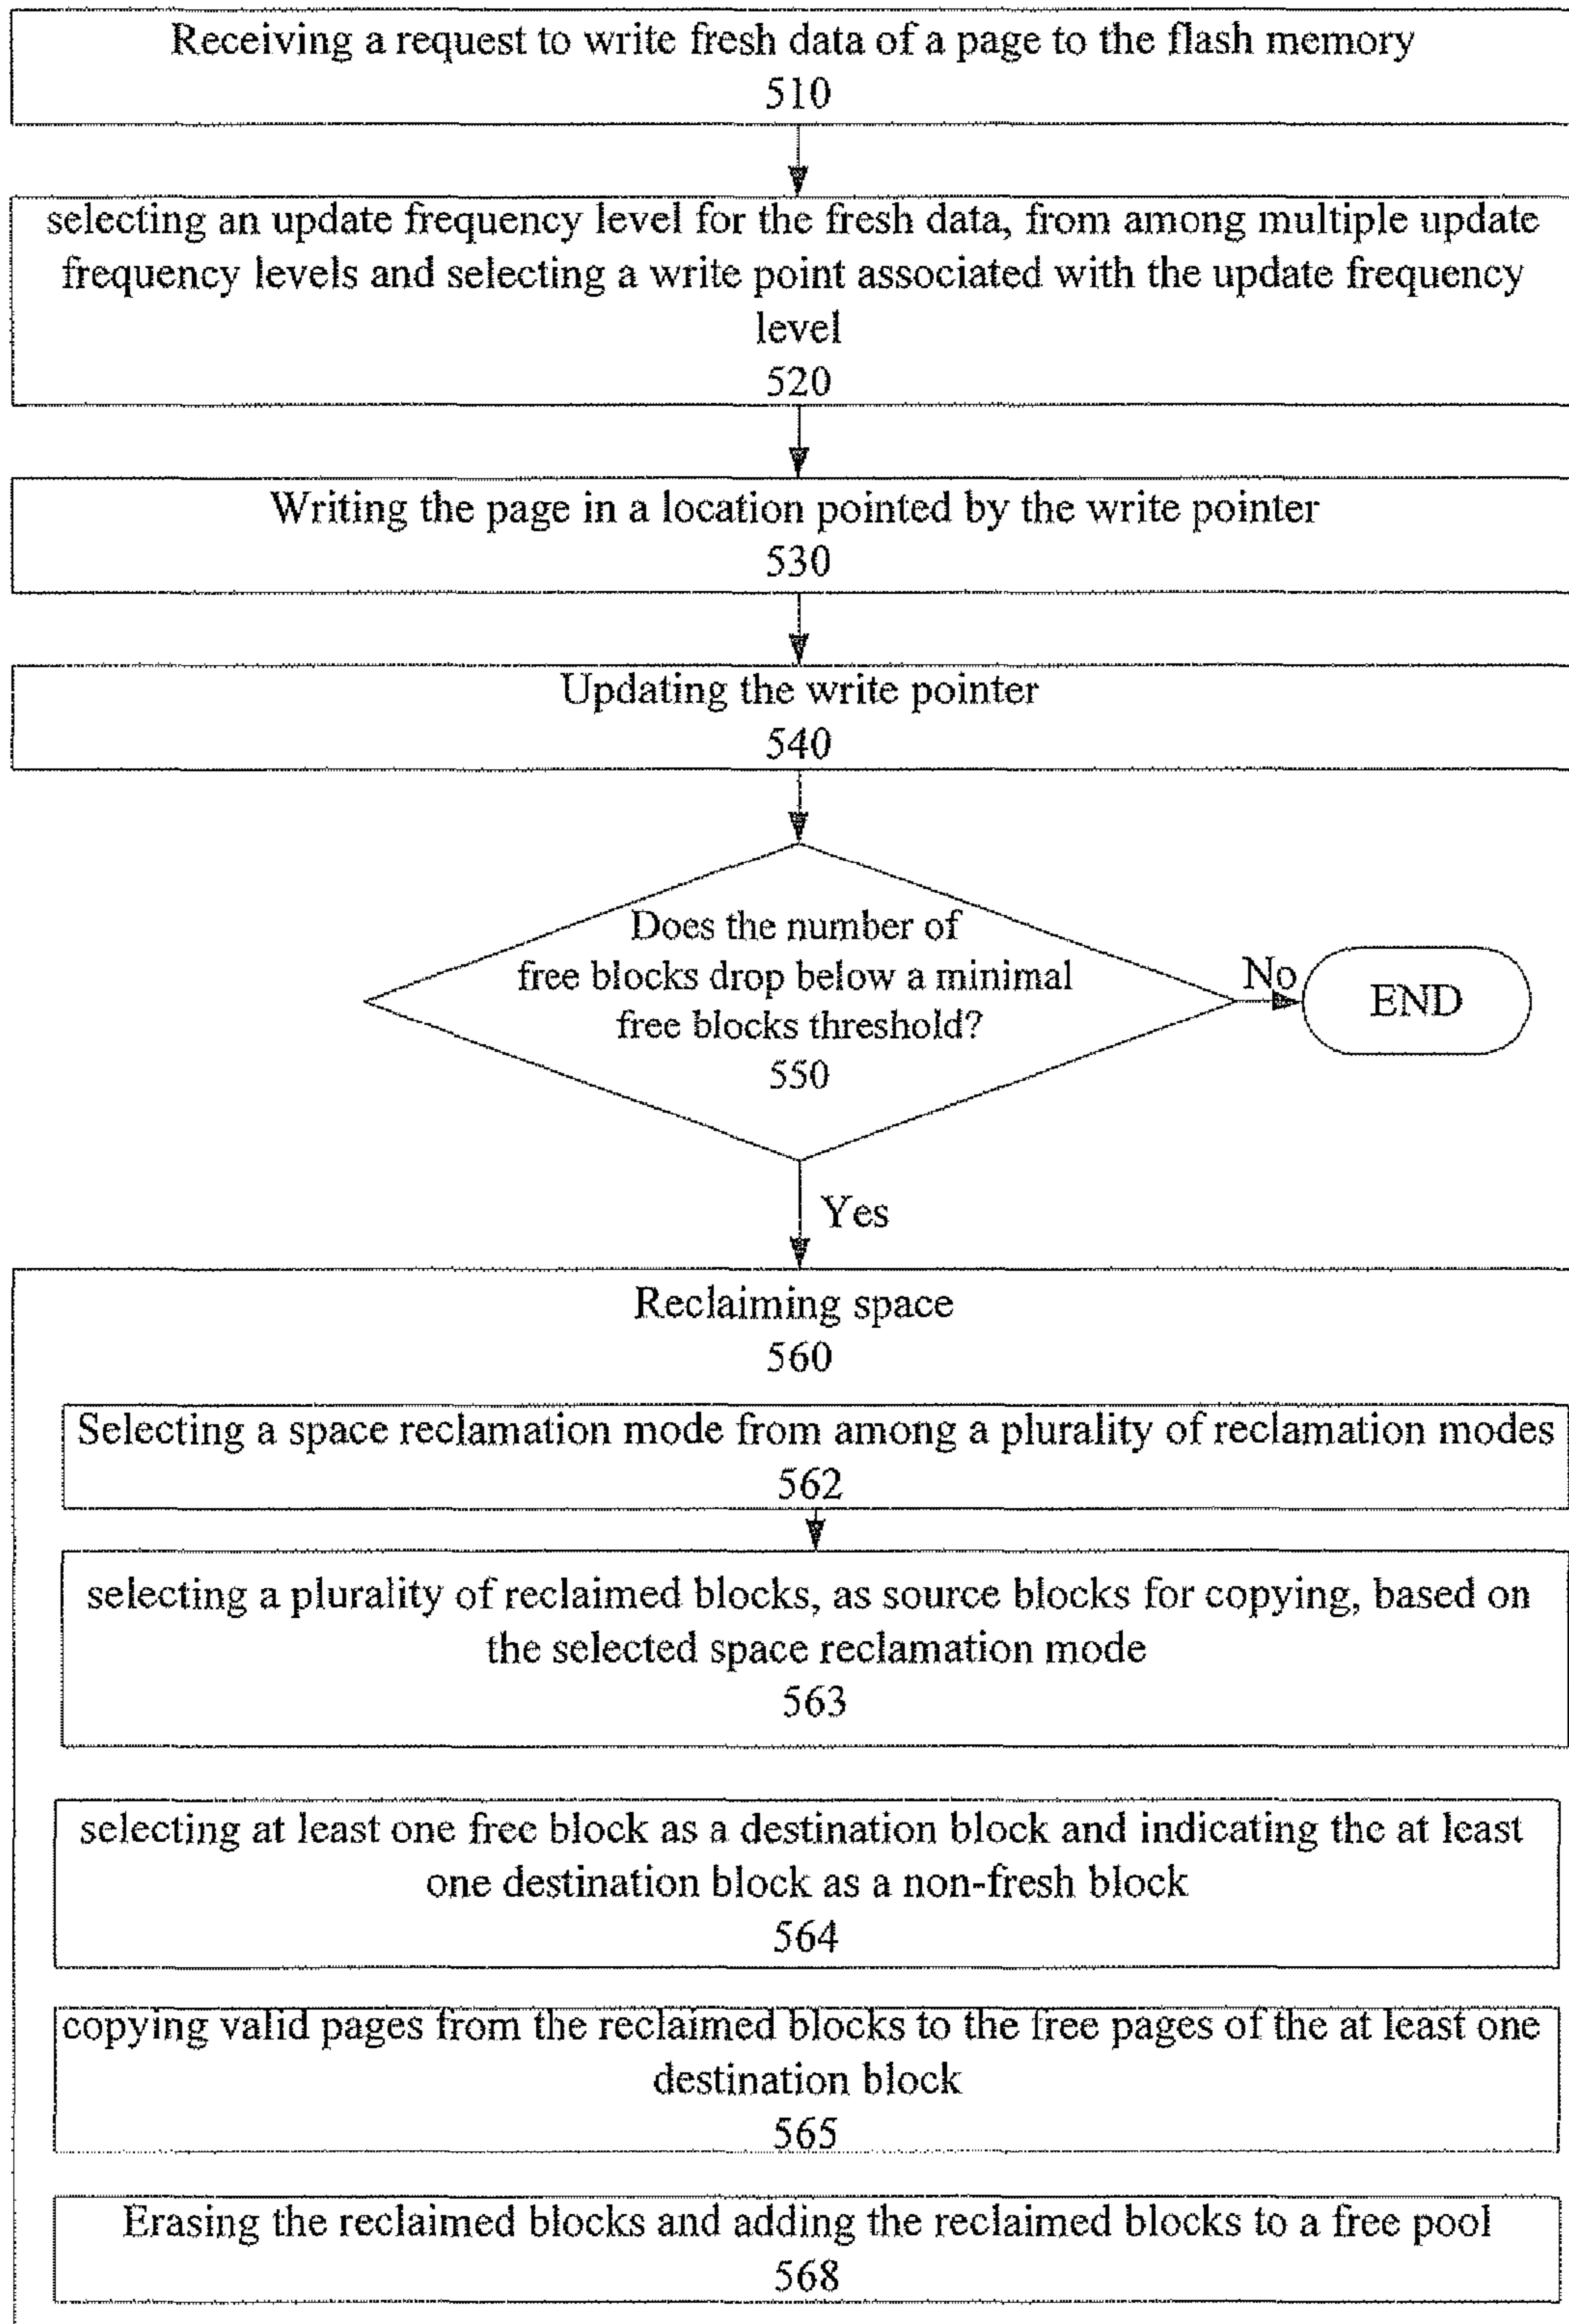 Receiving a request to write fresh data of a page to the flash memory
510
selecting an update frequency level for the fresh data, from among multiple update
frequency levels and selecting a write point associated with the update frequency
level
520
Writing the page in a location pointed by the write pointer
530
Updating the write pointer
540
Does the number of
free blocks drop below a minimal
free blocks threshold?
550
No
END
Yes
Reclaiming space
560
Selecting a space reclamation mode from among a plurality of reclamation modes
562
selecting a plurality of reclaimed blocks, as source blocks for copying, based on
the selected space reclamation mode
563
selecting at least one free block as a destination block and indicating the at least
one destination block as a non-fresh block
564
copying valid pages from the reclaimed blocks to the free pages of the at least one
destination block
565
Erasing the reclaimed blocks and adding the reclaimed blocks to a free pool
568